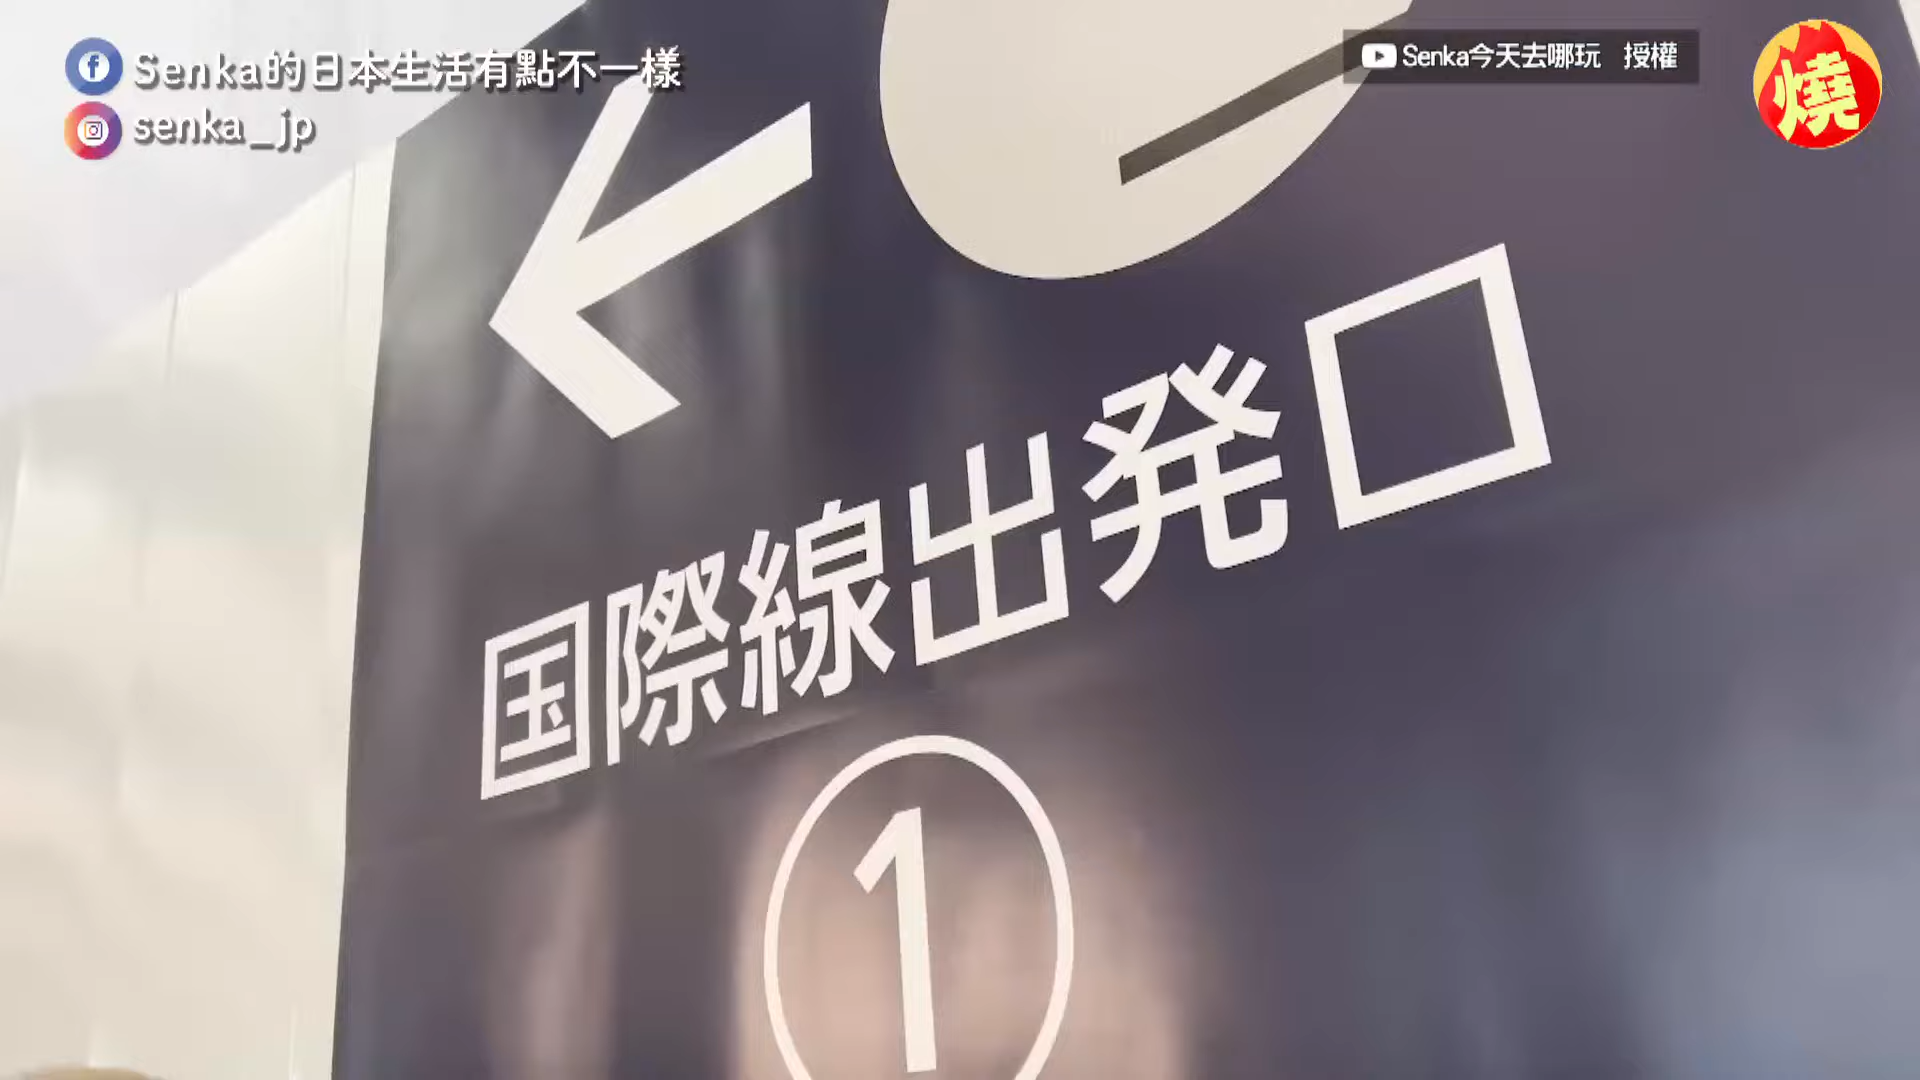 Senka的日本生活有點不一樣
senka_jp
Senka今天去哪玩 授權
燒
国際線出発口
1